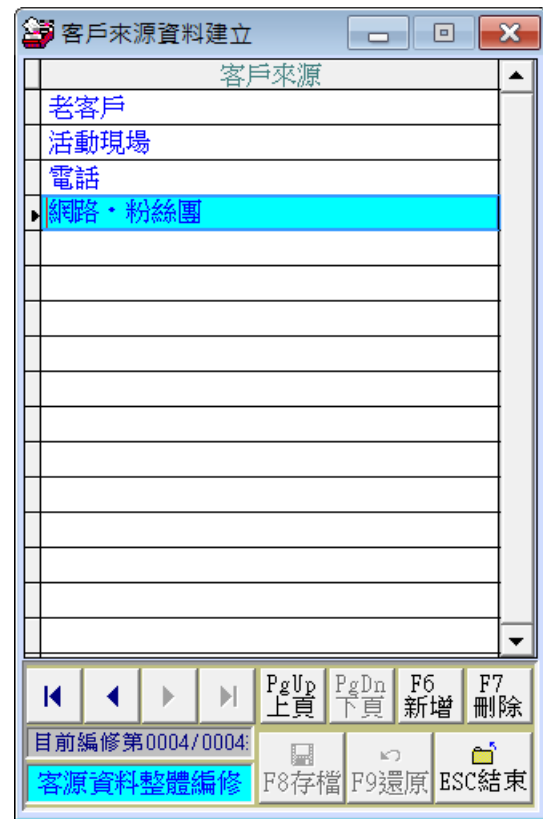 客戶來源資料建立
客戶來源
老客戶
活動現場
電話
網路‧粉絲團
PgUp 上頁
PgDn 下頁
F6 新增
F7 刪除
目前編修第0004/0004
客源資料整體編修
F8存檔
F9還原
ESC結束